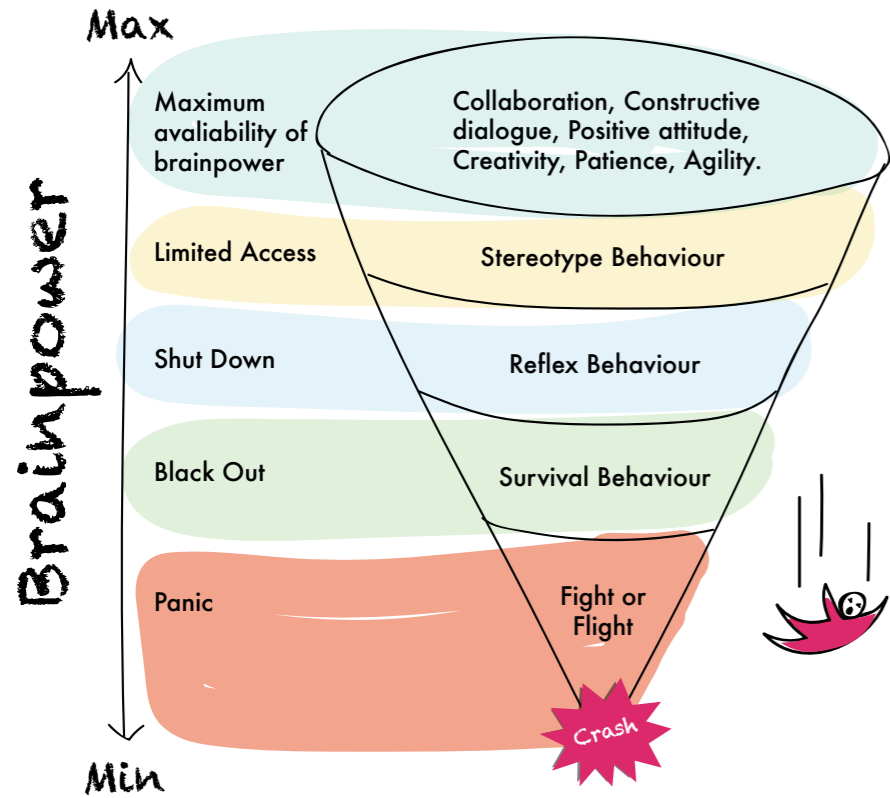 Max
Maximum
avaliability of
brainpower
Collaboration, Constructive
dialogue, Positive attitude,
Creativity, Patience, Agility.
Brainpower
Limited Access
Stereotype Behaviour
Shut Down
Reflex Behaviour
Black Out
Survival Behaviour
Panic
Fight or
Flight
Crash
Min